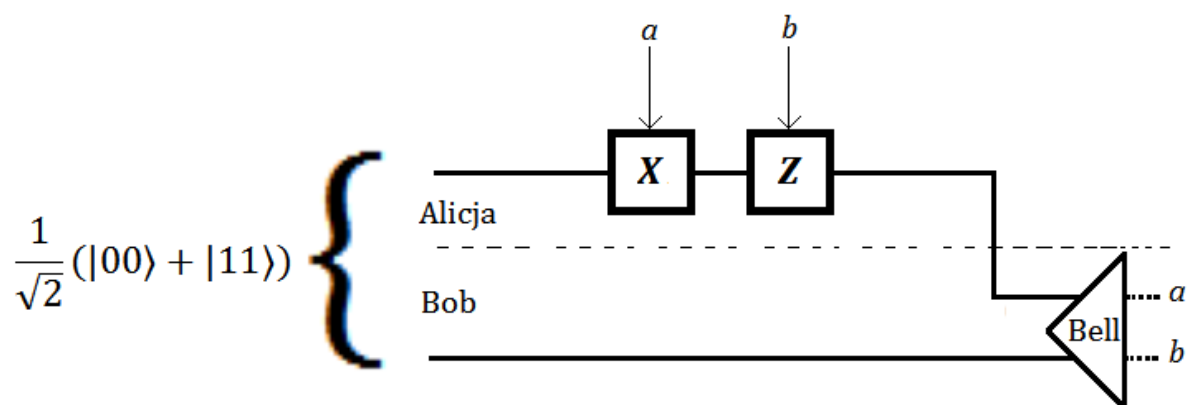 a b
X Z
Alicja
1/√2 (|00⟩ + |11⟩)
Bob
a
Bell
b